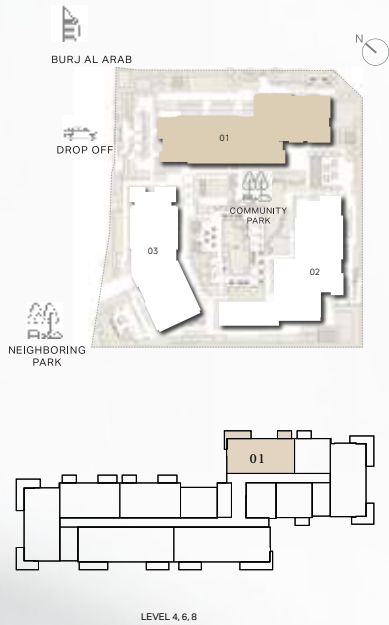 BURJ AL ARAB
N
DROP OFF
01
COMMUNITY
PARK
03
02
NEIGHBORING
PARK
01
LEVEL 4, 6, 8